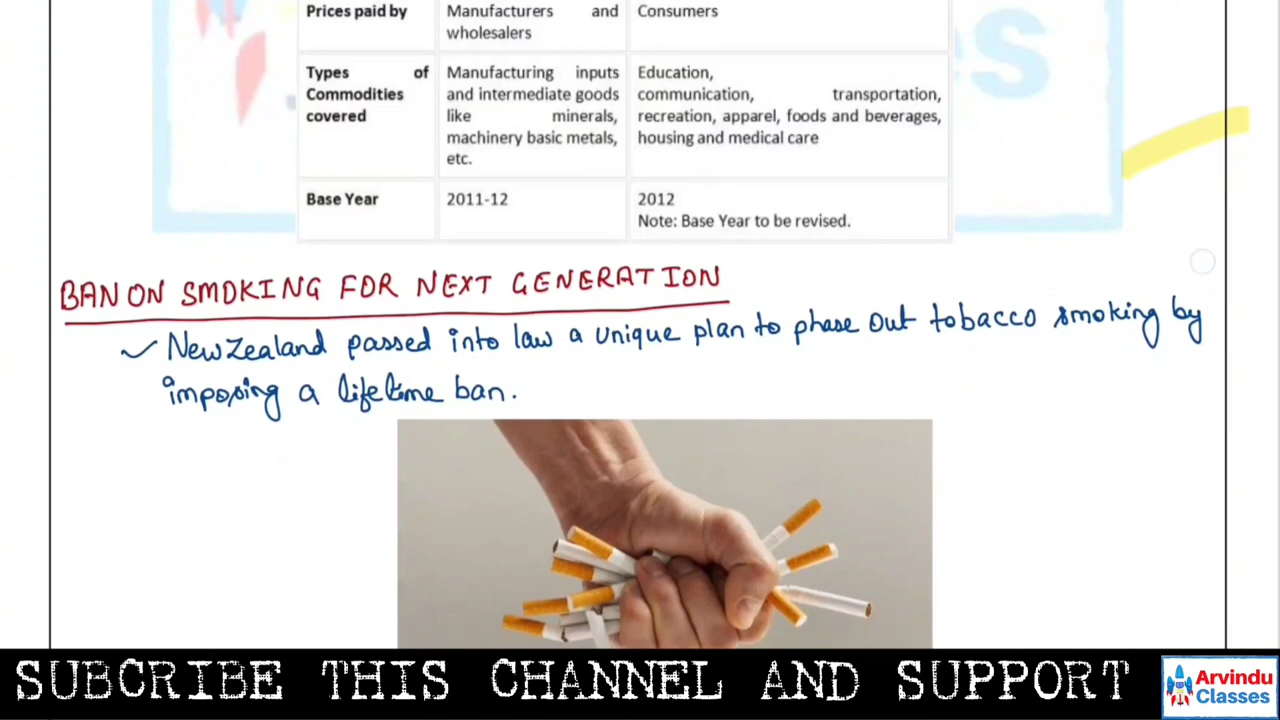 Prices paid by
Manufacturers and
wholesalers
Consumers
Types of
Commodities
covered
Manufacturing inputs
and intermediate goods
like minerals,
machinery basic metals,
etc.
Education,
communication, transportation,
recreation, apparel, foods and beverages,
housing and medical care
Base Year
2011-12
2012
Note: Base Year to be revised.
BAN ON SMOKING FOR NEXT GENERATION
New Zealand passed into law a unique plan to phase out tobacco smoking by
imposing a lifetime ban.
SUBCRIBE THIS CHANNEL AND SUPPORT
Arvindu
Classes